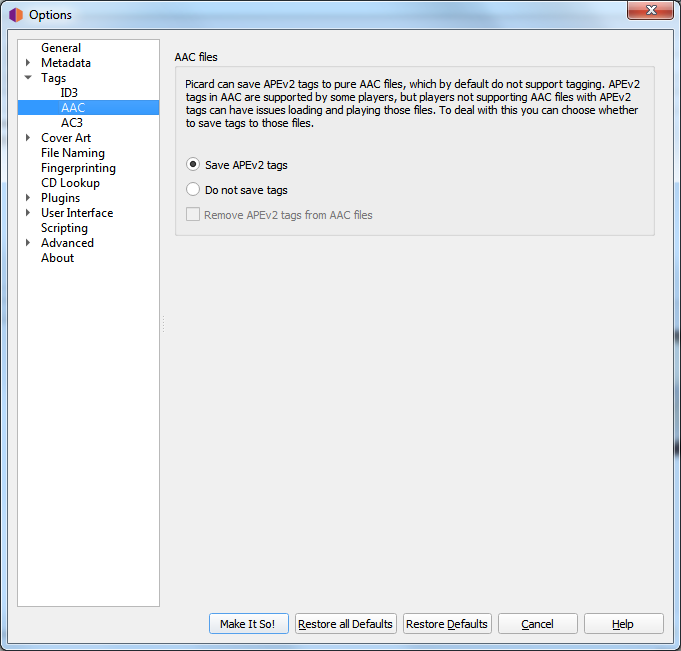 Options
General
Metadata
Tags
ID3
AAC
AC3
Cover Art
File Naming
Fingerprinting
CD Lookup
Plugins
User Interface
Scripting
Advanced
About
AAC files
Picard can save APEv2 tags to pure AAC files, which by default do not support tagging. APEv2
tags in AAC are supported by some players, but players not supporting AAC files with APEv2
tags can have issues loading and playing those files. To deal with this you can choose whether
to save tags to those files.
Save APEv2 tags
Do not save tags
Remove APEv2 tags from AAC files
Make It So!
Restore all Defaults
Restore Defaults
Cancel
Help